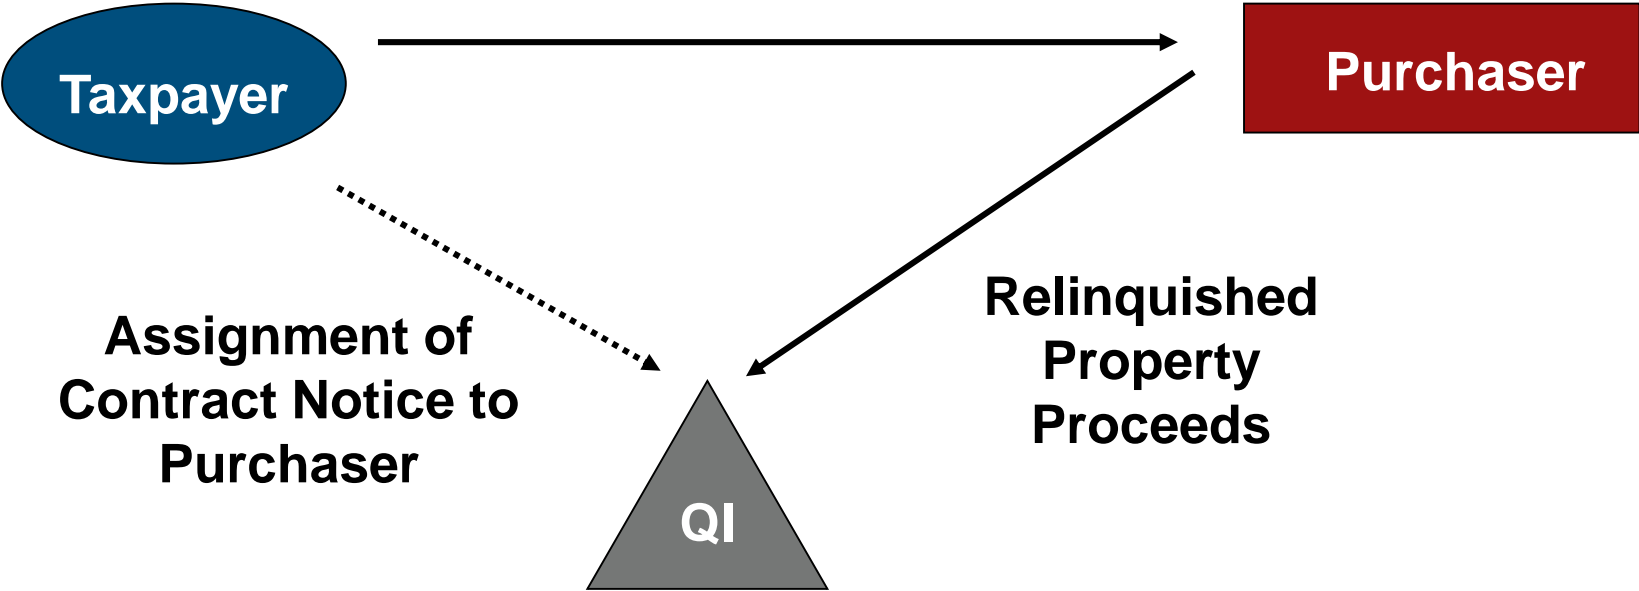 Taxpayer
Purchaser
Assignment of
Contract Notice to
Purchaser
Relinquished
Property
Proceeds
QI